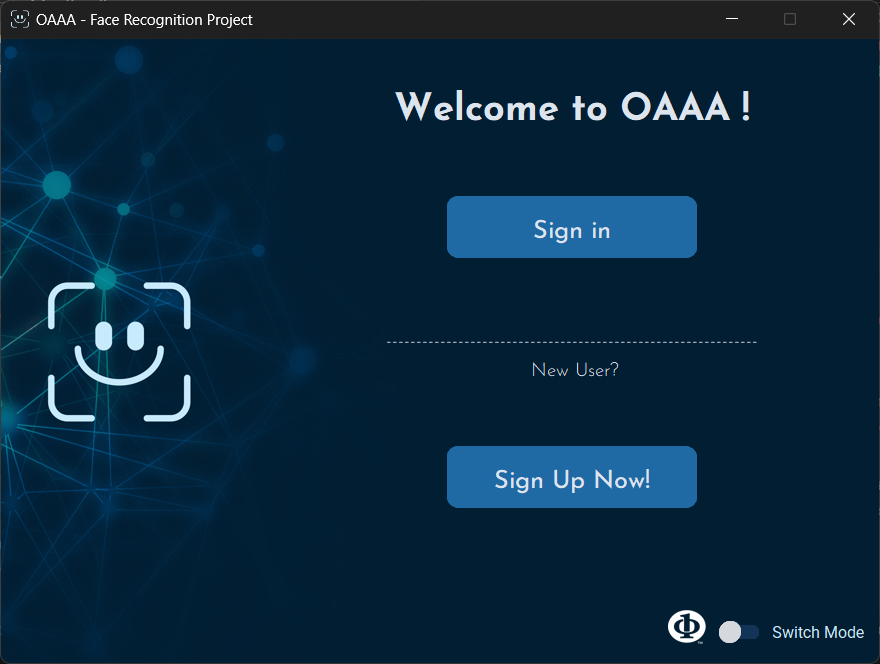 OAAA - Face Recognition Project
Welcome to OAAA !
Sign in
New User?
Sign Up Now!
Switch Mode